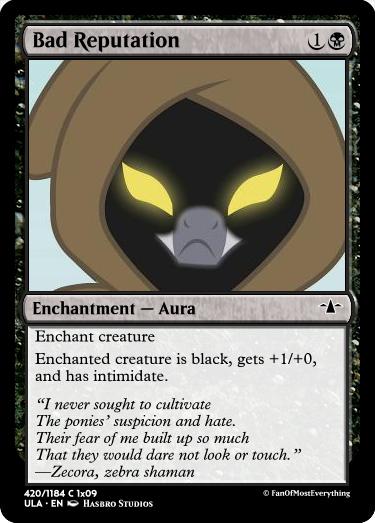 Bad Reputation 1
Enchantment — Aura
Enchant creature
Enchanted creature is black, gets +1/+0,
and has intimidate.
“I never sought to cultivate
The ponies’ suspicion and hate.
Their fear of me built up so much
That they would dare not look or touch.”
—Zecora, zebra shaman
420/1184 C 1x09
ULA • EN Hasbro Studios
© FanOfMostEverything